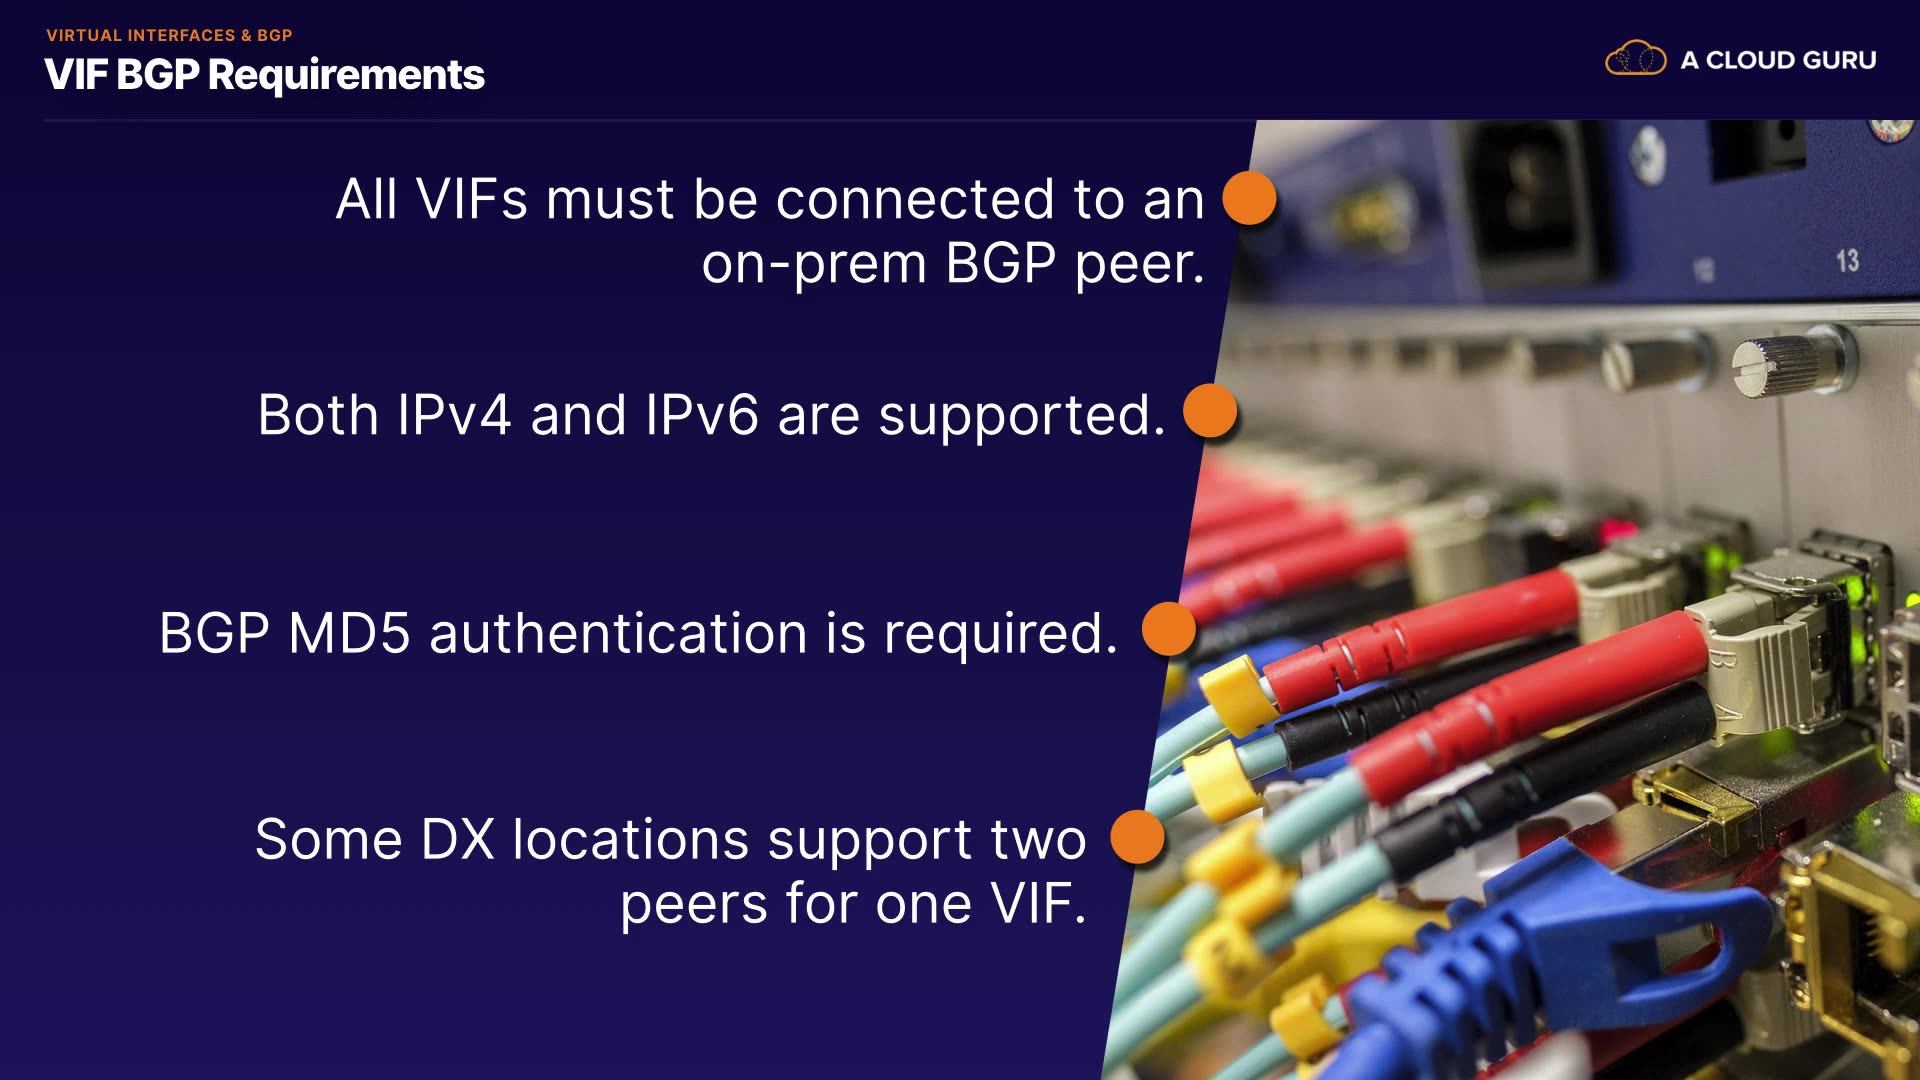 VIRTUAL INTERFACES & BGP
VIF BGP Requirements
A CLOUD GURU
All VIFs must be connected to an
on-prem BGP peer.
Both IPv4 and IPv6 are supported.
BGP MD5 authentication is required.
Some DX locations support two
peers for one VIF.
13
B
A